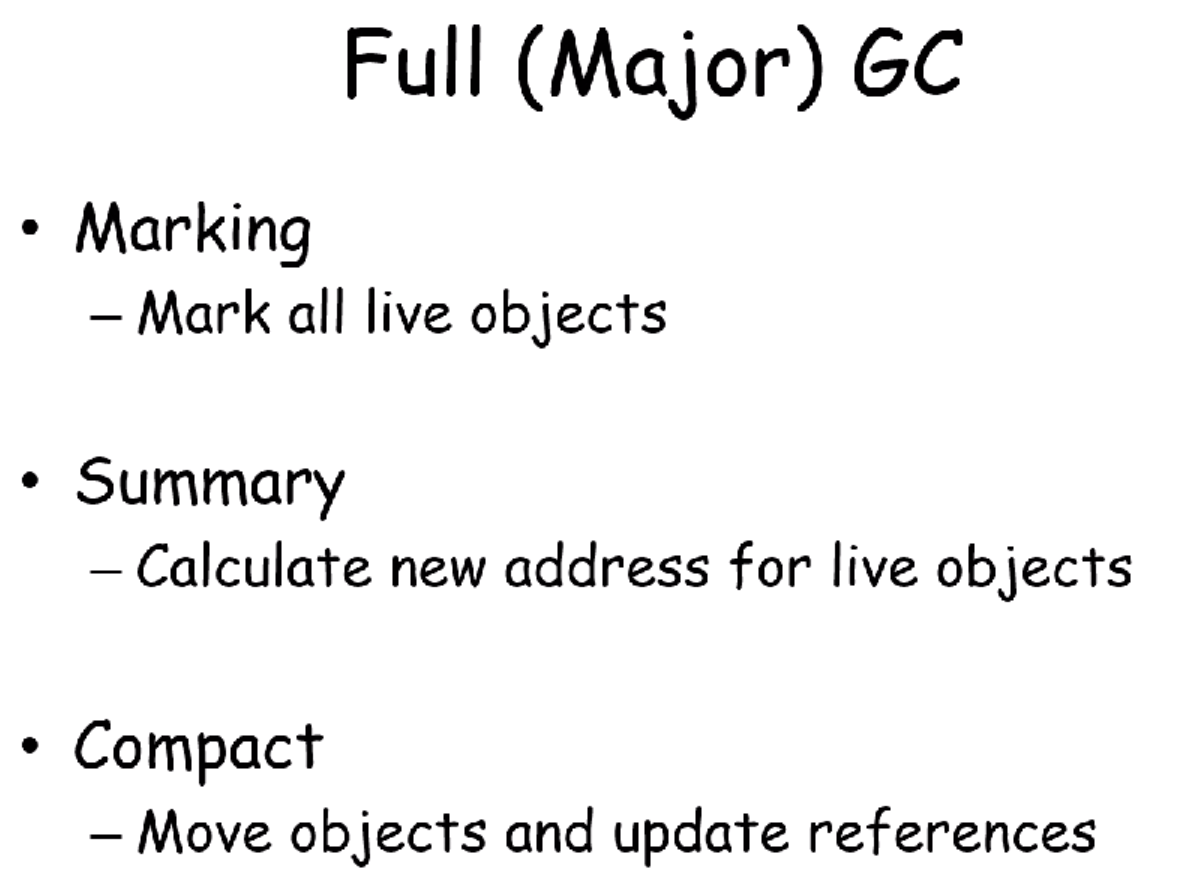 Full (Major) GC
• Marking
– Mark all live objects
• Summary
– Calculate new address for live objects
• Compact
– Move objects and update references